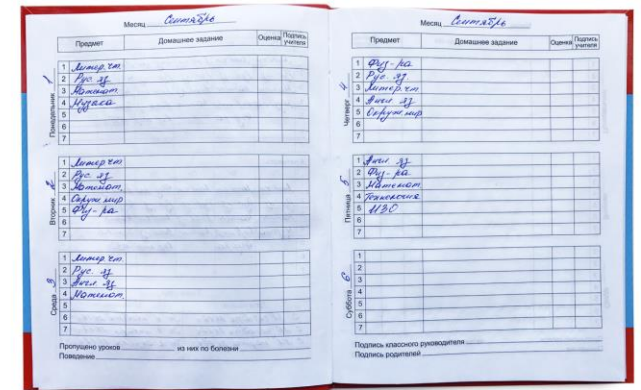 Месяц Сентябрь
Предмет Домашнее задание Оценка Подпись учителя
Понедельник 1
1 Литер. чт.
2 Рус. яз
3 Математ.
4 Музыка
5
6
7
Вторник 2
1 Литер. чт.
2 Рус. яз
3 Математ.
4 Окруж. мир
5 Физ-ра
6
7
Среда 3
1 Литер. чт.
2 Рус. яз
3 Англ. яз
4 Математ.
5
6
7
Пропущено уроков из них по болезни
Поведение
Месяц Сентябрь
Предмет Домашнее задание Оценка Подпись учителя
Четверг 4
1 Физ-ра
2 Рус. яз
3 Литер. чт.
4 Англ. яз
5 Окруж. мир
6
7
Пятница 5
1 Англ. яз
2 Физ-ра
3 Математ.
4 Технология
5 ИЗО
6
7
Суббота 6
1
2
3
4
5
6
7
Подпись классного руководителя
Подпись родителей